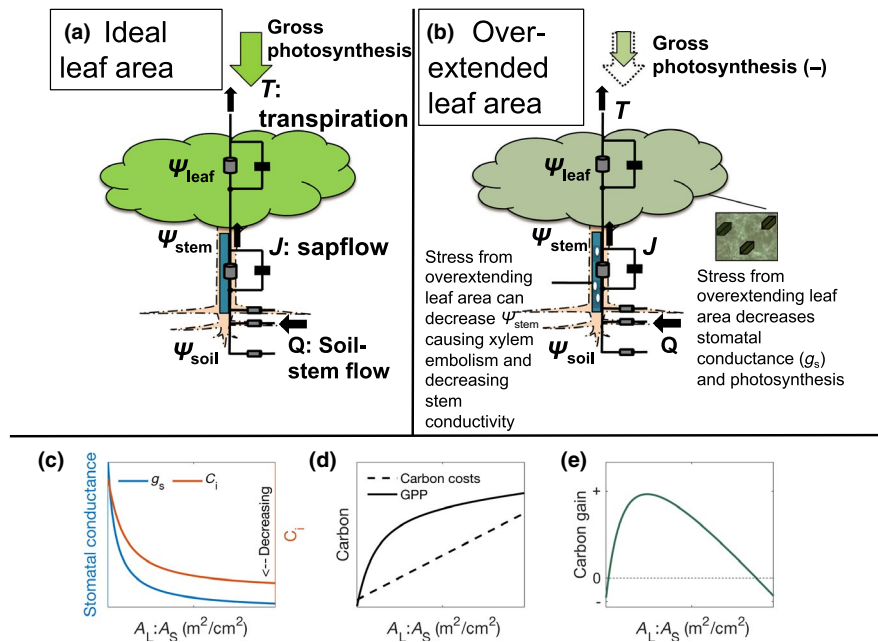 (a) Ideal
leaf area
Gross
photosynthesis
T:
transpiration
Ψleaf
Ψstem
J: sapflow
Ψsoil
Q: Soil-
stem flow
(b) Over-
extended
leaf area
Gross
photosynthesis (–)
T
Ψleaf
Ψstem
J
Stress from
overextending
leaf area can
decrease Ψstem
causing xylem
embolism and
decreasing
stem
conductivity
Ψsoil
Q
Stress from
overextending leaf
area decreases
stomatal
conductance (gs)
and photosynthesis
(c)
Stomatal conductance
gs
Ci
<-- Decreasing
Ci
AL:AS (m2/cm2)
(d)
Carbon
Carbon costs
GPP
AL:AS (m2/cm2)
(e)
Carbon gain
+
0
-
AL:AS (m2/cm2)